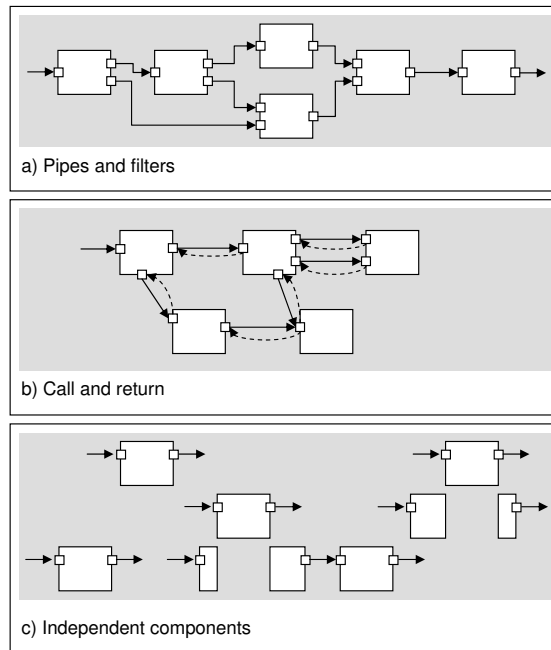 a) Pipes and filters
b) Call and return
c) Independent components